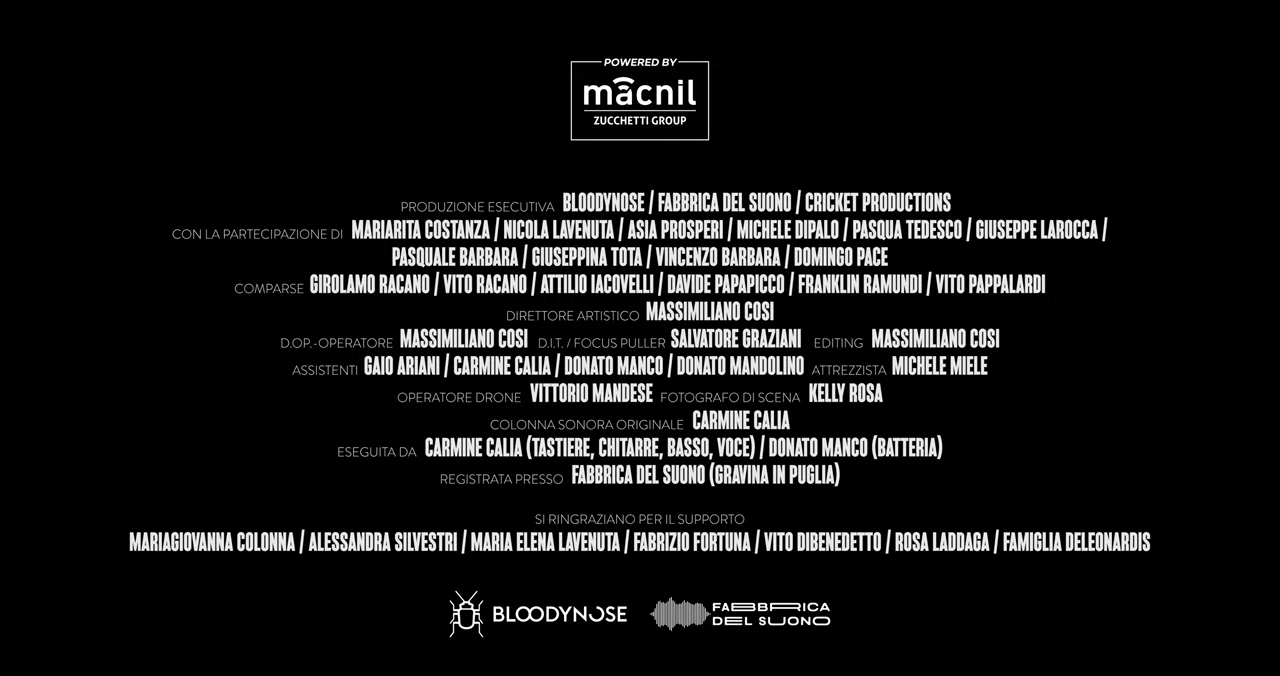 POWERED BY
macnil
ZUCCHETTI GROUP
PRODUZIONE ESECUTIVA BLOODYNOSE / FABBRICA DEL SUONO / CRICKET PRODUCTIONS
CON LA PARTECIPAZIONE DI MARIARITA COSTANZA / NICOLA LAVENUTA / ASIA PROSPERI / MICHELE DIPALO / PASQUA TEDESCO / GIUSEPPE LAROCCA /
PASQUALE BARBARA / GIUSEPPINA TOTA / VINCENZO BARBARA / DOMINGO PACE
COMPARSE GIROLAMO RACANO / VITO RACANO / ATTILIO IACOVELLI / DAVIDE PAPAPICCO / FRANKLIN RAMUNDI / VITO PAPPALARDI
DIRETTORE ARTISTICO MASSIMILIANO COSI
D.OP.-OPERATORE MASSIMILIANO COSI D.I.T. / FOCUS PULLER SALVATORE GRAZIANI EDITING MASSIMILIANO COSI
ASSISTENTI GAIO ARIANI / CARMINE CALIA / DONATO MANCO / DONATO MANDOLINO ATTREZZISTA MICHELE MIELE
OPERATORE DRONE VITTORIO MANDESE FOTOGRAFO DI SCENA KELLY ROSA
COLONNA SONORA ORIGINALE CARMINE CALIA
ESEGUITA DA CARMINE CALIA (TASTIERE, CHITARRE, BASSO, VOCE) / DONATO MANCO (BATTERIA)
REGISTRATA PRESSO FABBRICA DEL SUONO (GRAVINA IN PUGLIA)
SI RINGRAZIANO PER IL SUPPORTO
MARIAGIOVANNA COLONNA / ALESSANDRA SILVESTRI / MARIA ELENA LAVENUTA / FABRIZIO FORTUNA / VITO DIBENEDETTO / ROSA LADDAGA / FAMIGLIA DELEONARDIS
BLOODYNOSE
FABBRICA
DEL SUONO